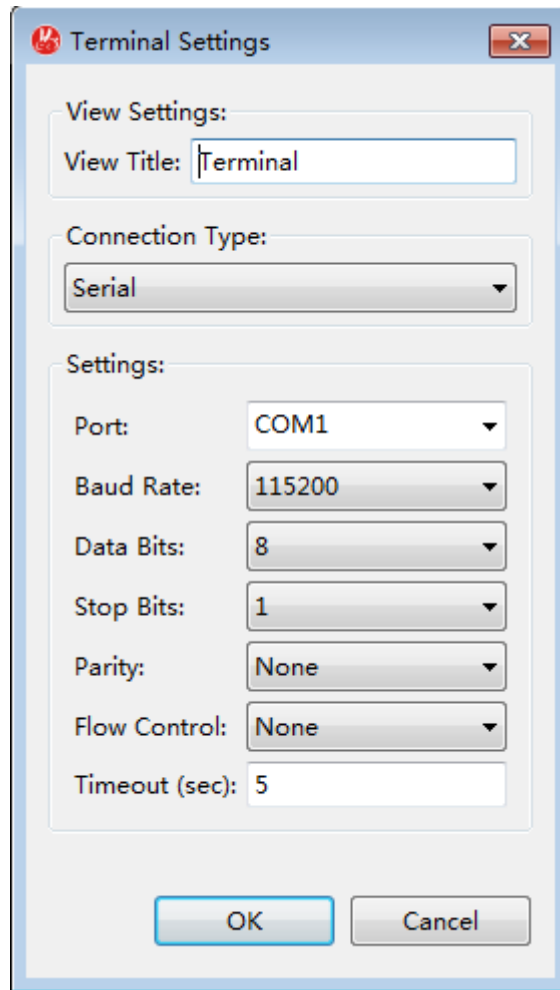 Terminal Settings
View Settings:
View Title: Terminal
Connection Type:
Serial
Settings:
Port: COM1
Baud Rate: 115200
Data Bits: 8
Stop Bits: 1
Parity: None
Flow Control: None
Timeout (sec): 5
OK Cancel